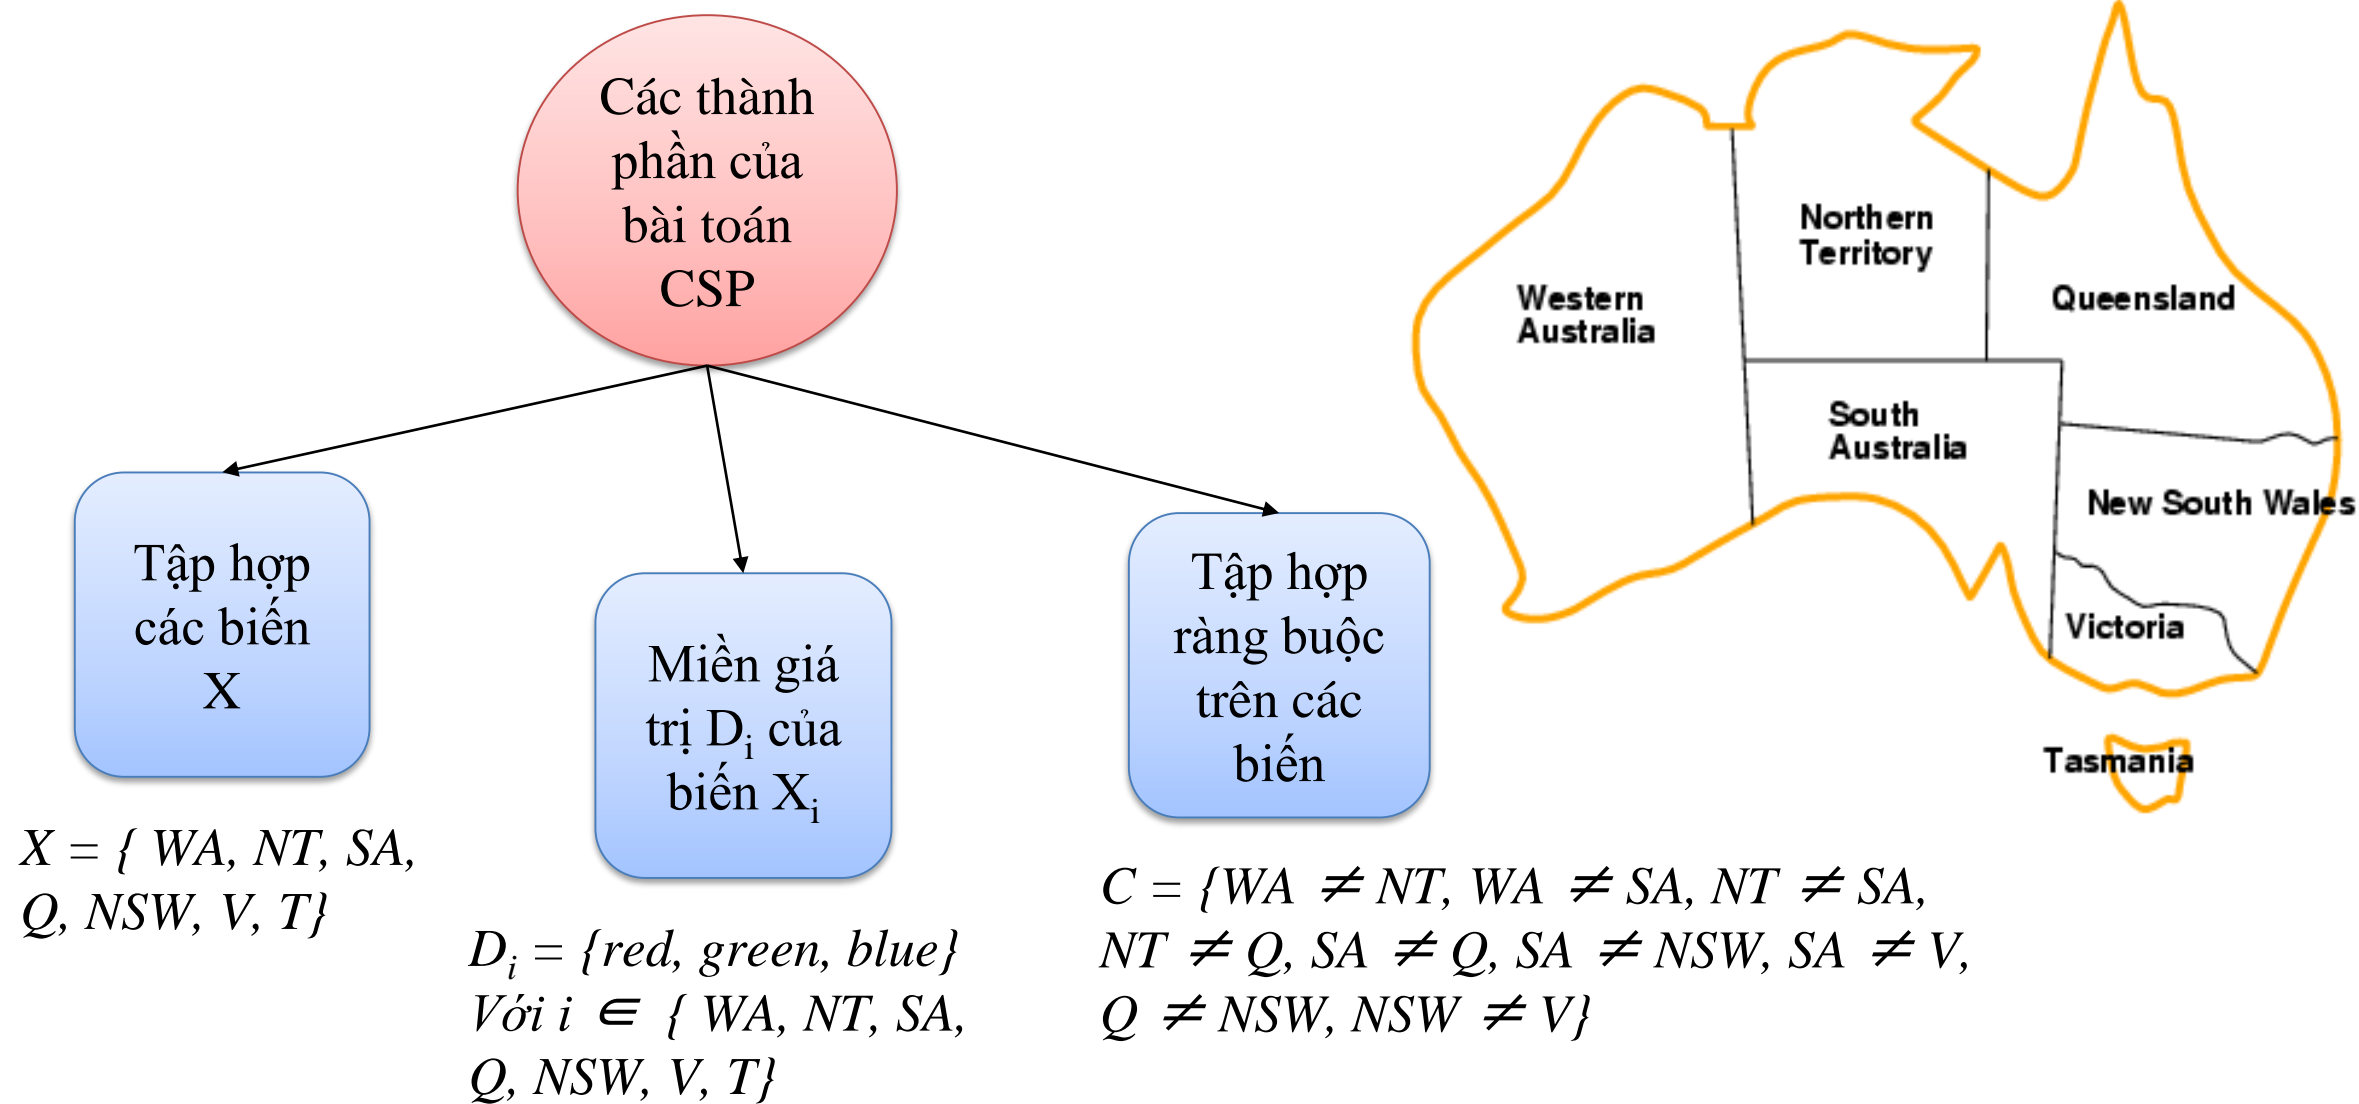 Các thành
phần của
bài toán
CSP
Tập hợp
các biến
X
X = { WA, NT, SA,
Q, NSW, V, T}
Miền giá
trị Di của
biến Xi
Di = {red, green, blue}
Với i ∈ { WA, NT, SA,
Q, NSW, V, T}
Tập hợp
ràng buộc
trên các
biến
C = {WA ≠ NT, WA ≠ SA, NT ≠ SA,
NT ≠ Q, SA ≠ Q, SA ≠ NSW, SA ≠ V,
Q ≠ NSW, NSW ≠ V}
Northern
Territory
Western
Australia
Queensland
South
Australia
New South Wales
Victoria
Tasmania